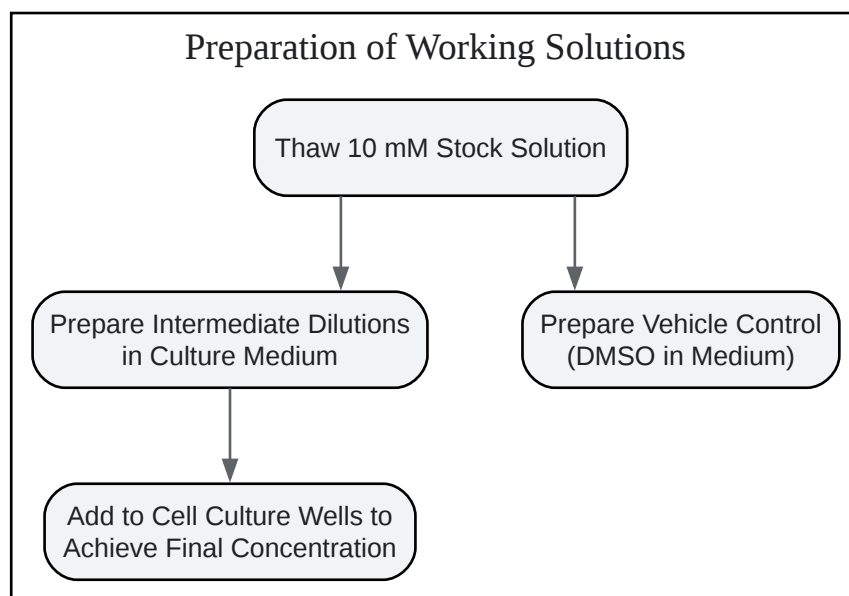 Preparation of Working Solutions
Thaw 10 mM Stock Solution
Prepare Intermediate Dilutions
in Culture Medium
Prepare Vehicle Control
(DMSO in Medium)
Add to Cell Culture Wells to
Achieve Final Concentration